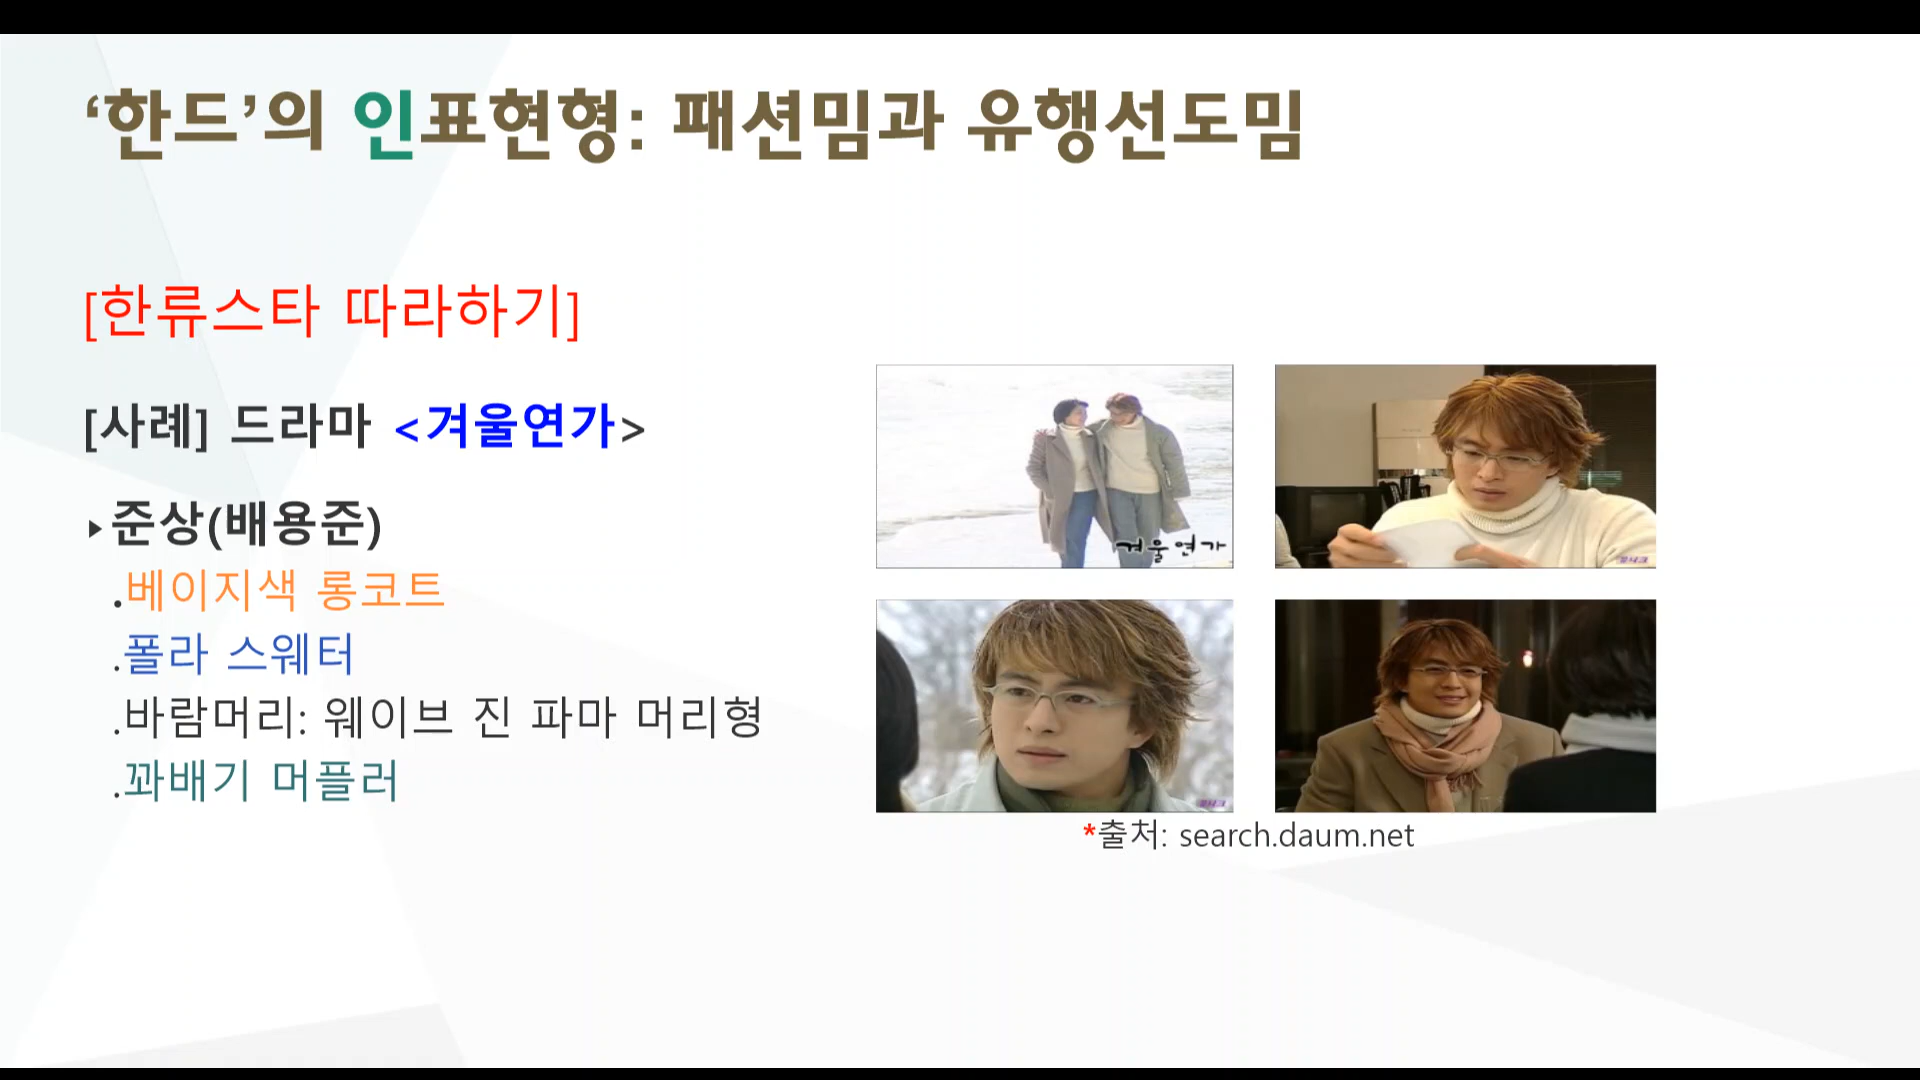 ‘한드’의 인표현형: 패션밈과 유행선도밈
[한류스타 따라하기]
[사례] 드라마 <겨울연가>
▸준상(배용준)
.베이지색 롱코트
.폴라 스웨터
.바람머리: 웨이브 진 파마 머리형
.꽈배기 머플러
겨울연가
*출처: search.daum.net